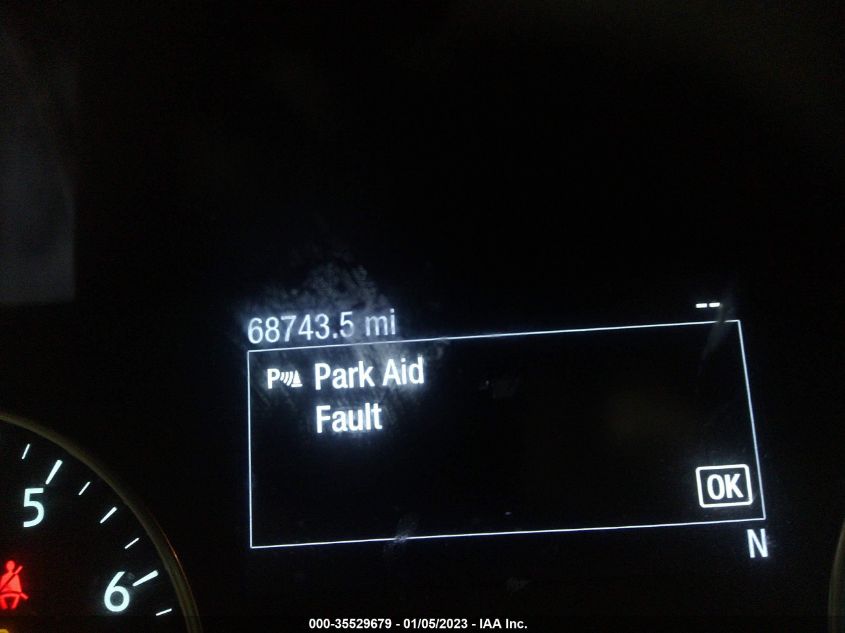 68743.5 mi --
P Park Aid
Fault
OK
N
5
6
000-35529679 - 01/05/2023 - IAA Inc.